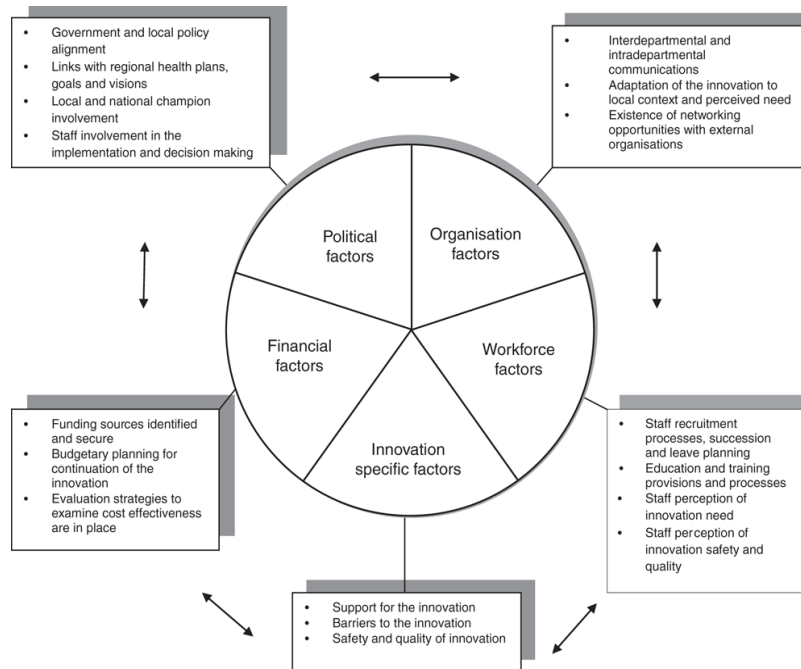 • Government and local policy
alignment
• Links with regional health plans,
goals and visions
• Local and national champion
involvement
• Staff involvement in the
implementation and decision making
• Interdepartmental and
intradepartmental
communications
• Adaptation of the innovation to
local context and perceived need
• Existence of networking
opportunities with external
organisations
Political
factors
Organisation
factors
Financial
factors
Workforce
factors
Innovation
specific factors
• Funding sources identified
and secure
• Budgetary planning for
continuation of the
innovation
• Evaluation strategies to
examine cost effectiveness
are in place
• Staff recruitment
processes, succession
and leave planning
• Education and training
provisions and processes
• Staff perception of
innovation need
• Staff perception of
innovation safety and
quality
• Support for the innovation
• Barriers to the innovation
• Safety and quality of innovation